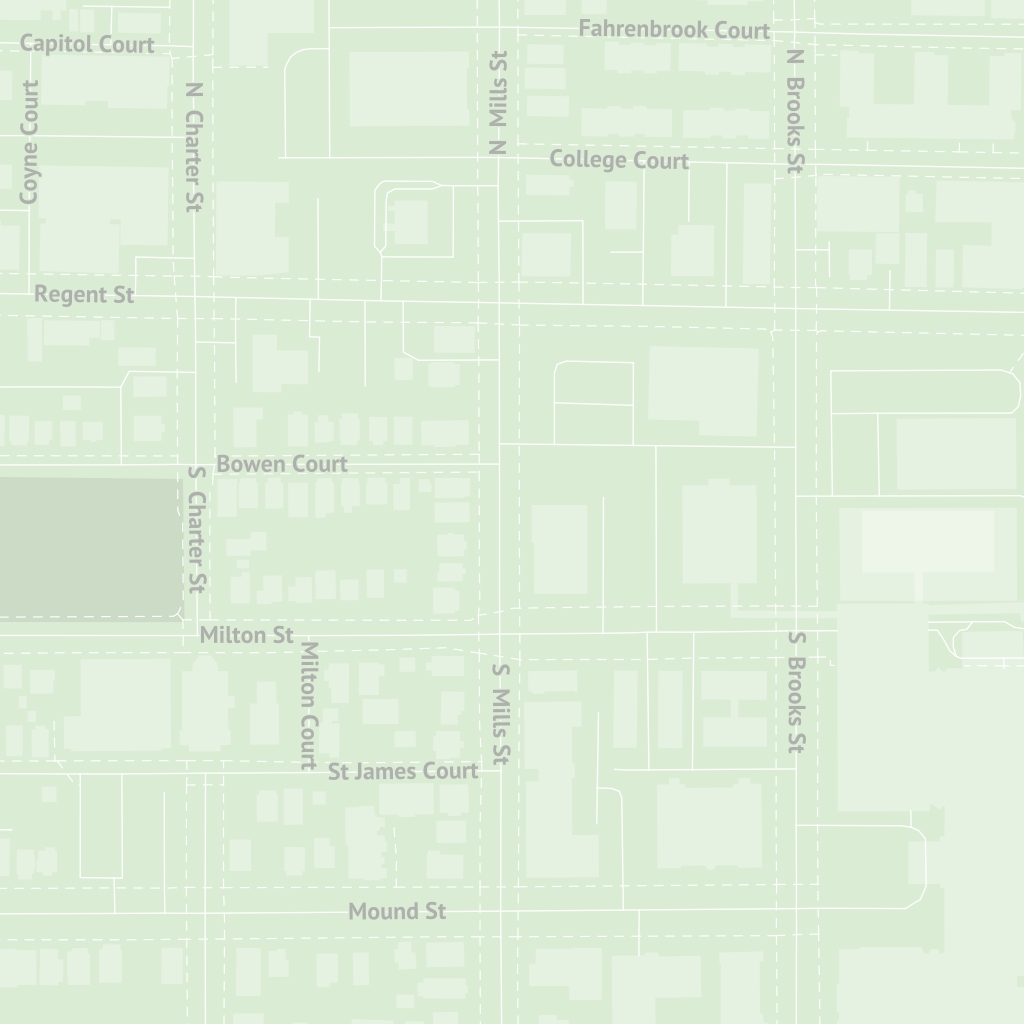 Fahrenbrook Court
Capitol Court
Coyne Court
N Charter St
N Mills St
N Brooks St
College Court
Regent St
Bowen Court
S Charter St
Milton St
Milton Court
S Mills St
S Brooks St
St James Court
Mound St